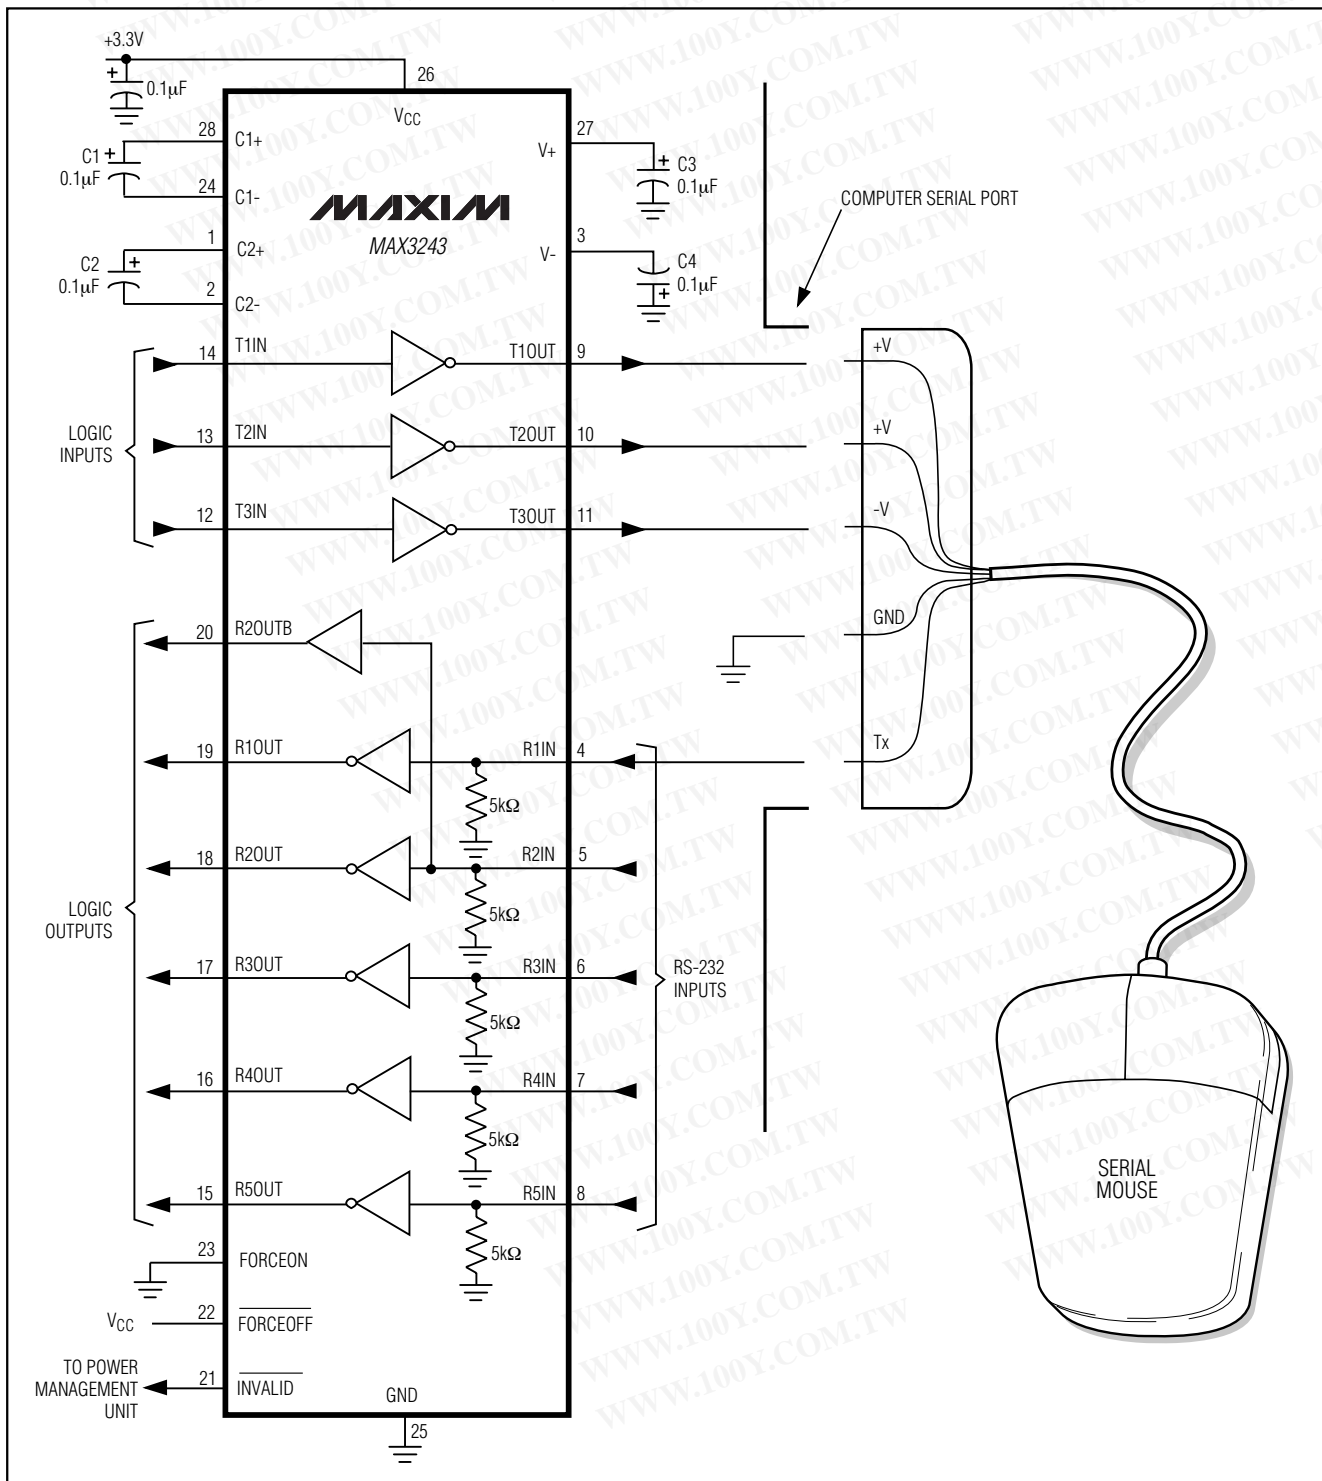 +3.3V
+
0.1µF
26
VCC
28
C1+
C1
+
0.1µF
24
C1-
27
V+
+
C3
0.1µF
MAXIM
MAX3243
COMPUTER SERIAL PORT
1
C2+
C2
+
0.1µF
2
C2-
3
V-
C4
0.1µF
+
LOGIC
INPUTS
14
T1IN
T1OUT
9
+V
13
T2IN
T2OUT
10
+V
12
T3IN
T3OUT
11
-V
GND
Tx
LOGIC
OUTPUTS
20
R2OUTB
19
R1OUT
R1IN
4
5kΩ
18
R2OUT
R2IN
5
5kΩ
17
R3OUT
R3IN
6
5kΩ
RS-232
INPUTS
16
R4OUT
R4IN
7
5kΩ
15
R5OUT
R5IN
8
5kΩ
23
FORCEON
VCC
22
FORCEOFF
TO POWER
MANAGEMENT
UNIT
21
INVALID
GND
25
SERIAL
MOUSE
WWW.100Y.COM.TW